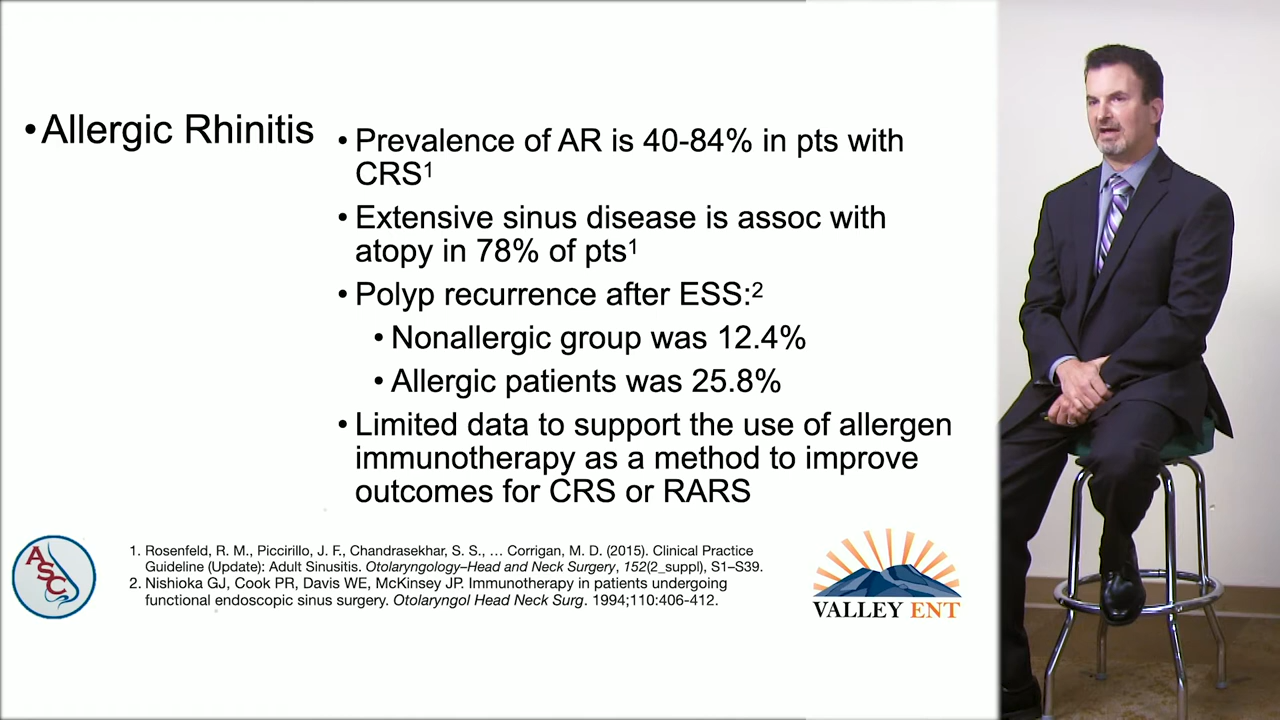 •Allergic Rhinitis
•Prevalence of AR is 40-84% in pts with
CRS¹
•Extensive sinus disease is assoc with
atopy in 78% of pts¹
•Polyp recurrence after ESS:²
•Nonallergic group was 12.4%
•Allergic patients was 25.8%
•Limited data to support the use of allergen
immunotherapy as a method to improve
outcomes for CRS or RARS
ASC
1. Rosenfeld, R. M., Piccirillo, J. F., Chandrasekhar, S. S., … Corrigan, M. D. (2015). Clinical Practice
Guideline (Update): Adult Sinusitis. Otolaryngology–Head and Neck Surgery, 152(2_suppl), S1–S39.
2. Nishioka GJ, Cook PR, Davis WE, McKinsey JP. Immunotherapy in patients undergoing
functional endoscopic sinus surgery. Otolaryngol Head Neck Surg. 1994;110:406-412.
VALLEY ENT